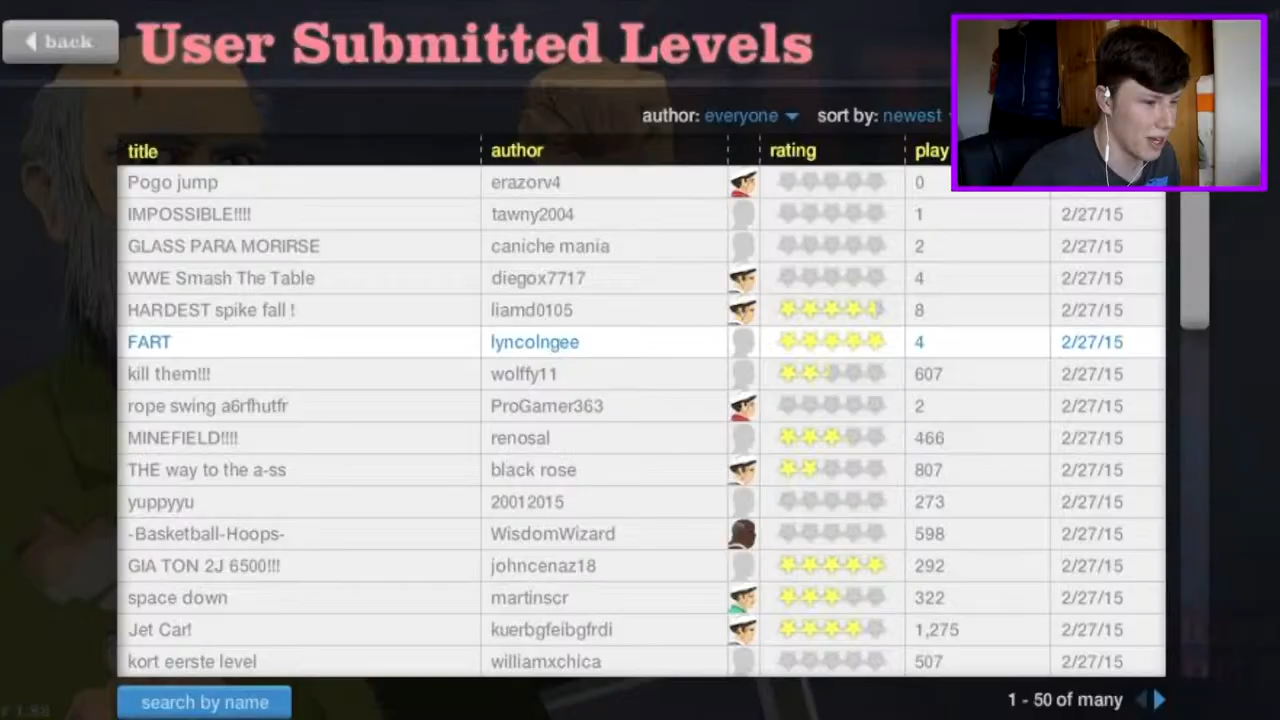 back
User Submitted Levels
author: everyone sort by: newest
title author rating play
Pogo jump erazorv4 0
IMPOSSIBLE!!!! tawny2004 1 2/27/15
GLASS PARA MORIRSE caniche mania 2 2/27/15
WWE Smash The Table diegox7717 4 2/27/15
HARDEST spike fall ! liamd0105 8 2/27/15
FART lyncolngee 4 2/27/15
kill them!!! wolffy11 607 2/27/15
rope swing a6rfhutfr ProGamer363 2 2/27/15
MINEFIELD!!!! renosal 466 2/27/15
THE way to the a-ss black rose 807 2/27/15
yuppyyu 20012015 273 2/27/15
-Basketball-Hoops- WisdomWizard 598 2/27/15
GIA TON 2J 6500!!! johncenaz18 292 2/27/15
space down martinscr 322 2/27/15
Jet Car! kuerbgfeibgfrdi 1,275 2/27/15
kort eerste level williamxchica 507 2/27/15
search by name 1 - 50 of many